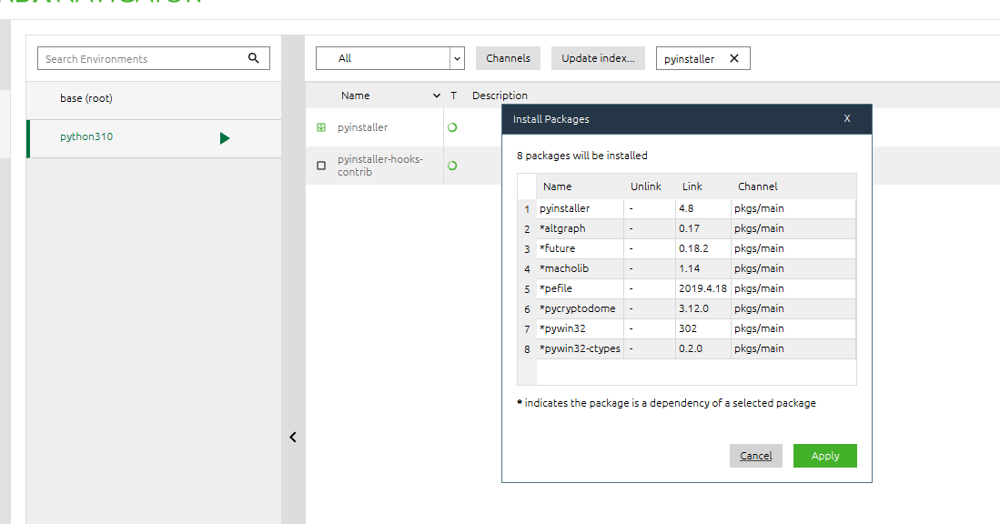 Search Environments
base (root)
python310
All
Channels
Update index...
pyinstaller X
Name T Description
pyinstaller
pyinstaller-hooks-
contrib
Install Packages X
8 packages will be installed
Name Unlink Link Channel
1 pyinstaller - 4.8 pkgs/main
2 *altgraph - 0.17 pkgs/main
3 *future - 0.18.2 pkgs/main
4 *macholib - 1.14 pkgs/main
5 *pefile - 2019.4.18 pkgs/main
6 *pycryptodome - 3.12.0 pkgs/main
7 *pywin32 - 302 pkgs/main
8 *pywin32-ctypes - 0.2.0 pkgs/main
* indicates the package is a dependency of a selected package
Cancel
Apply